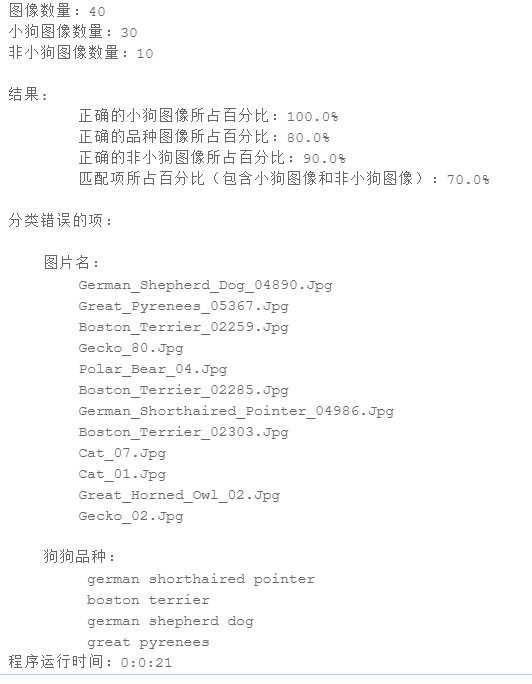 图像数量: 40
小狗图像数量: 30
非小狗图像数量: 10
结果:
正确的小狗图像所占百分比: 100.0%
正确的品种图像所占百分比: 80.0%
正确的非小狗图像所占百分比: 90.0%
匹配项所占百分比（包含小狗图像和非小狗图像）: 70.0%
分类错误的项:
图片名:
German_Shepherd_Dog_04890.Jpg
Great_Pyrenees_05367.Jpg
Boston_Terrier_02259.Jpg
Gecko_80.Jpg
Polar_Bear_04.Jpg
Boston_Terrier_02285.Jpg
German_Shorthaired_Pointer_04986.Jpg
Boston_Terrier_02303.Jpg
Cat_07.Jpg
Cat_01.Jpg
Great_Horned_Owl_02.Jpg
Gecko_02.Jpg
狗狗品种:
german shorthaired pointer
boston terrier
german shepherd dog
great pyrenees
程序运行时间: 0:0:21